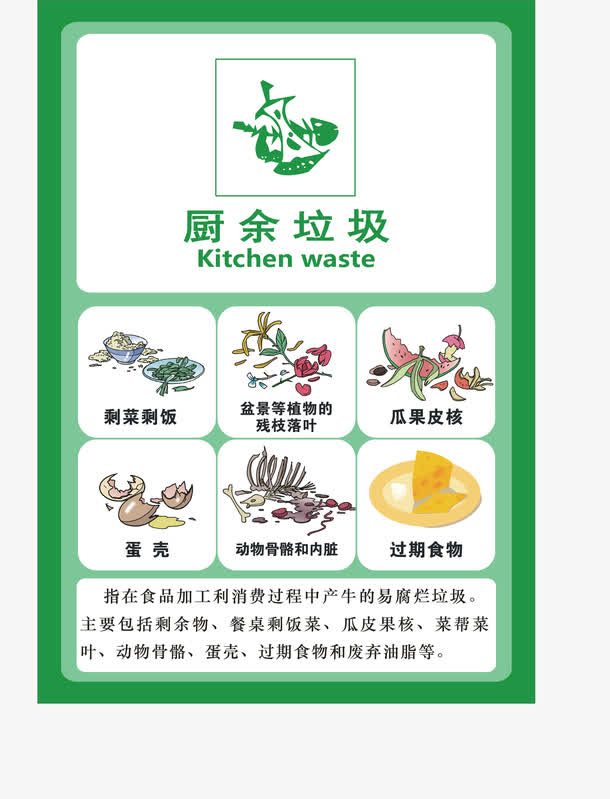 厨余垃圾
Kitchen waste
剩菜剩饭
盆景等植物的
残枝落叶
瓜果皮核
蛋 壳
动物骨骼和内脏
过期食物
指在食品加工利消费过程中产牛的易腐烂垃圾。
主要包括剩余物、餐桌剩饭菜、瓜皮果核、菜帮菜
叶、动物骨骼、蛋壳、过期食物和废弃油脂等。